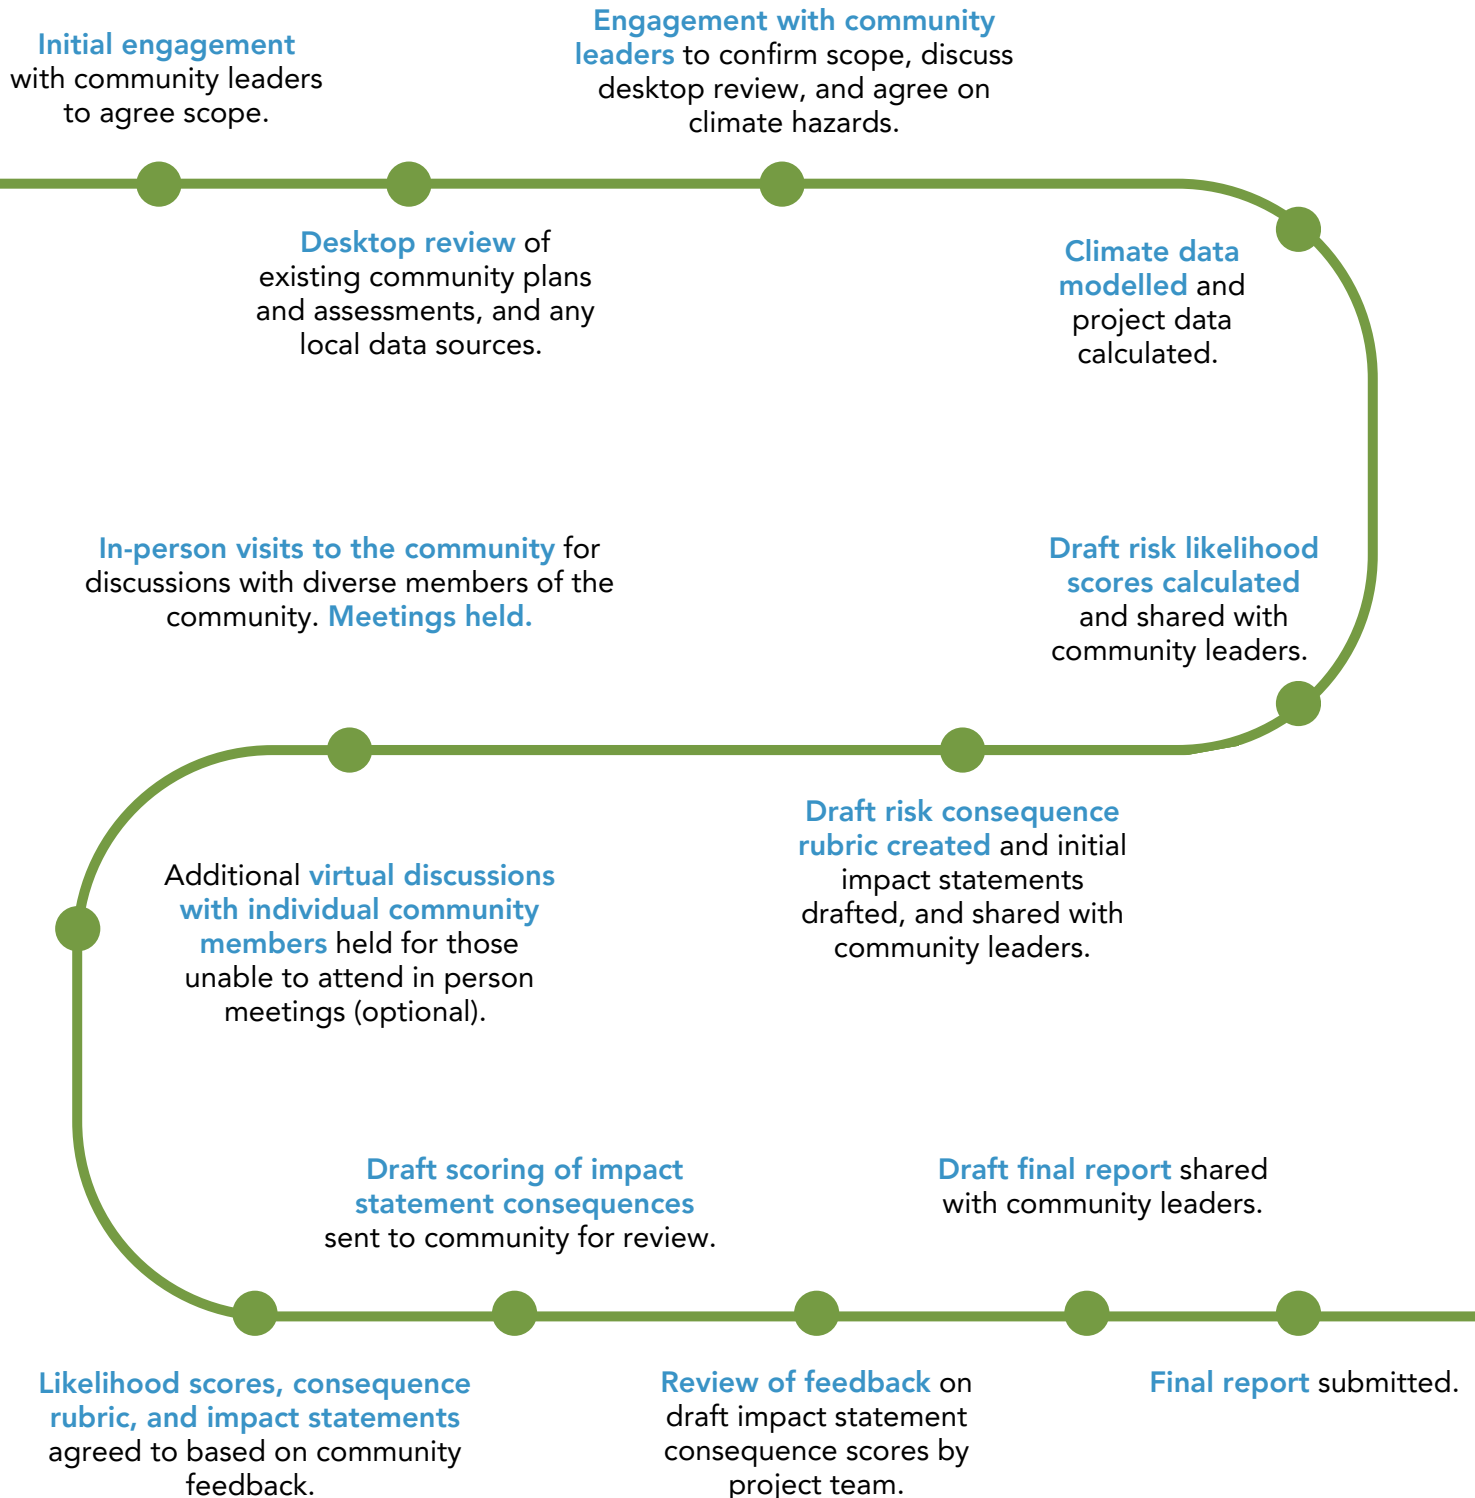 Initial engagement
with community leaders
to agree scope.
Desktop review of
existing community plans
and assessments, and any
local data sources.
Engagement with community
leaders to confirm scope, discuss
desktop review, and agree on
climate hazards.
Climate data
modelled and
project data
calculated.
Draft risk likelihood
scores calculated
and shared with
community leaders.
Draft risk consequence
rubric created and initial
impact statements
drafted, and shared with
community leaders.
In-person visits to the community for
discussions with diverse members of the
community. Meetings held.
Additional virtual discussions
with individual community
members held for those
unable to attend in person
meetings (optional).
Likelihood scores, consequence
rubric, and impact statements
agreed to based on community
feedback.
Draft scoring of impact
statement consequences
sent to community for review.
Review of feedback on
draft impact statement
consequence scores by
project team.
Draft final report shared
with community leaders.
Final report submitted.